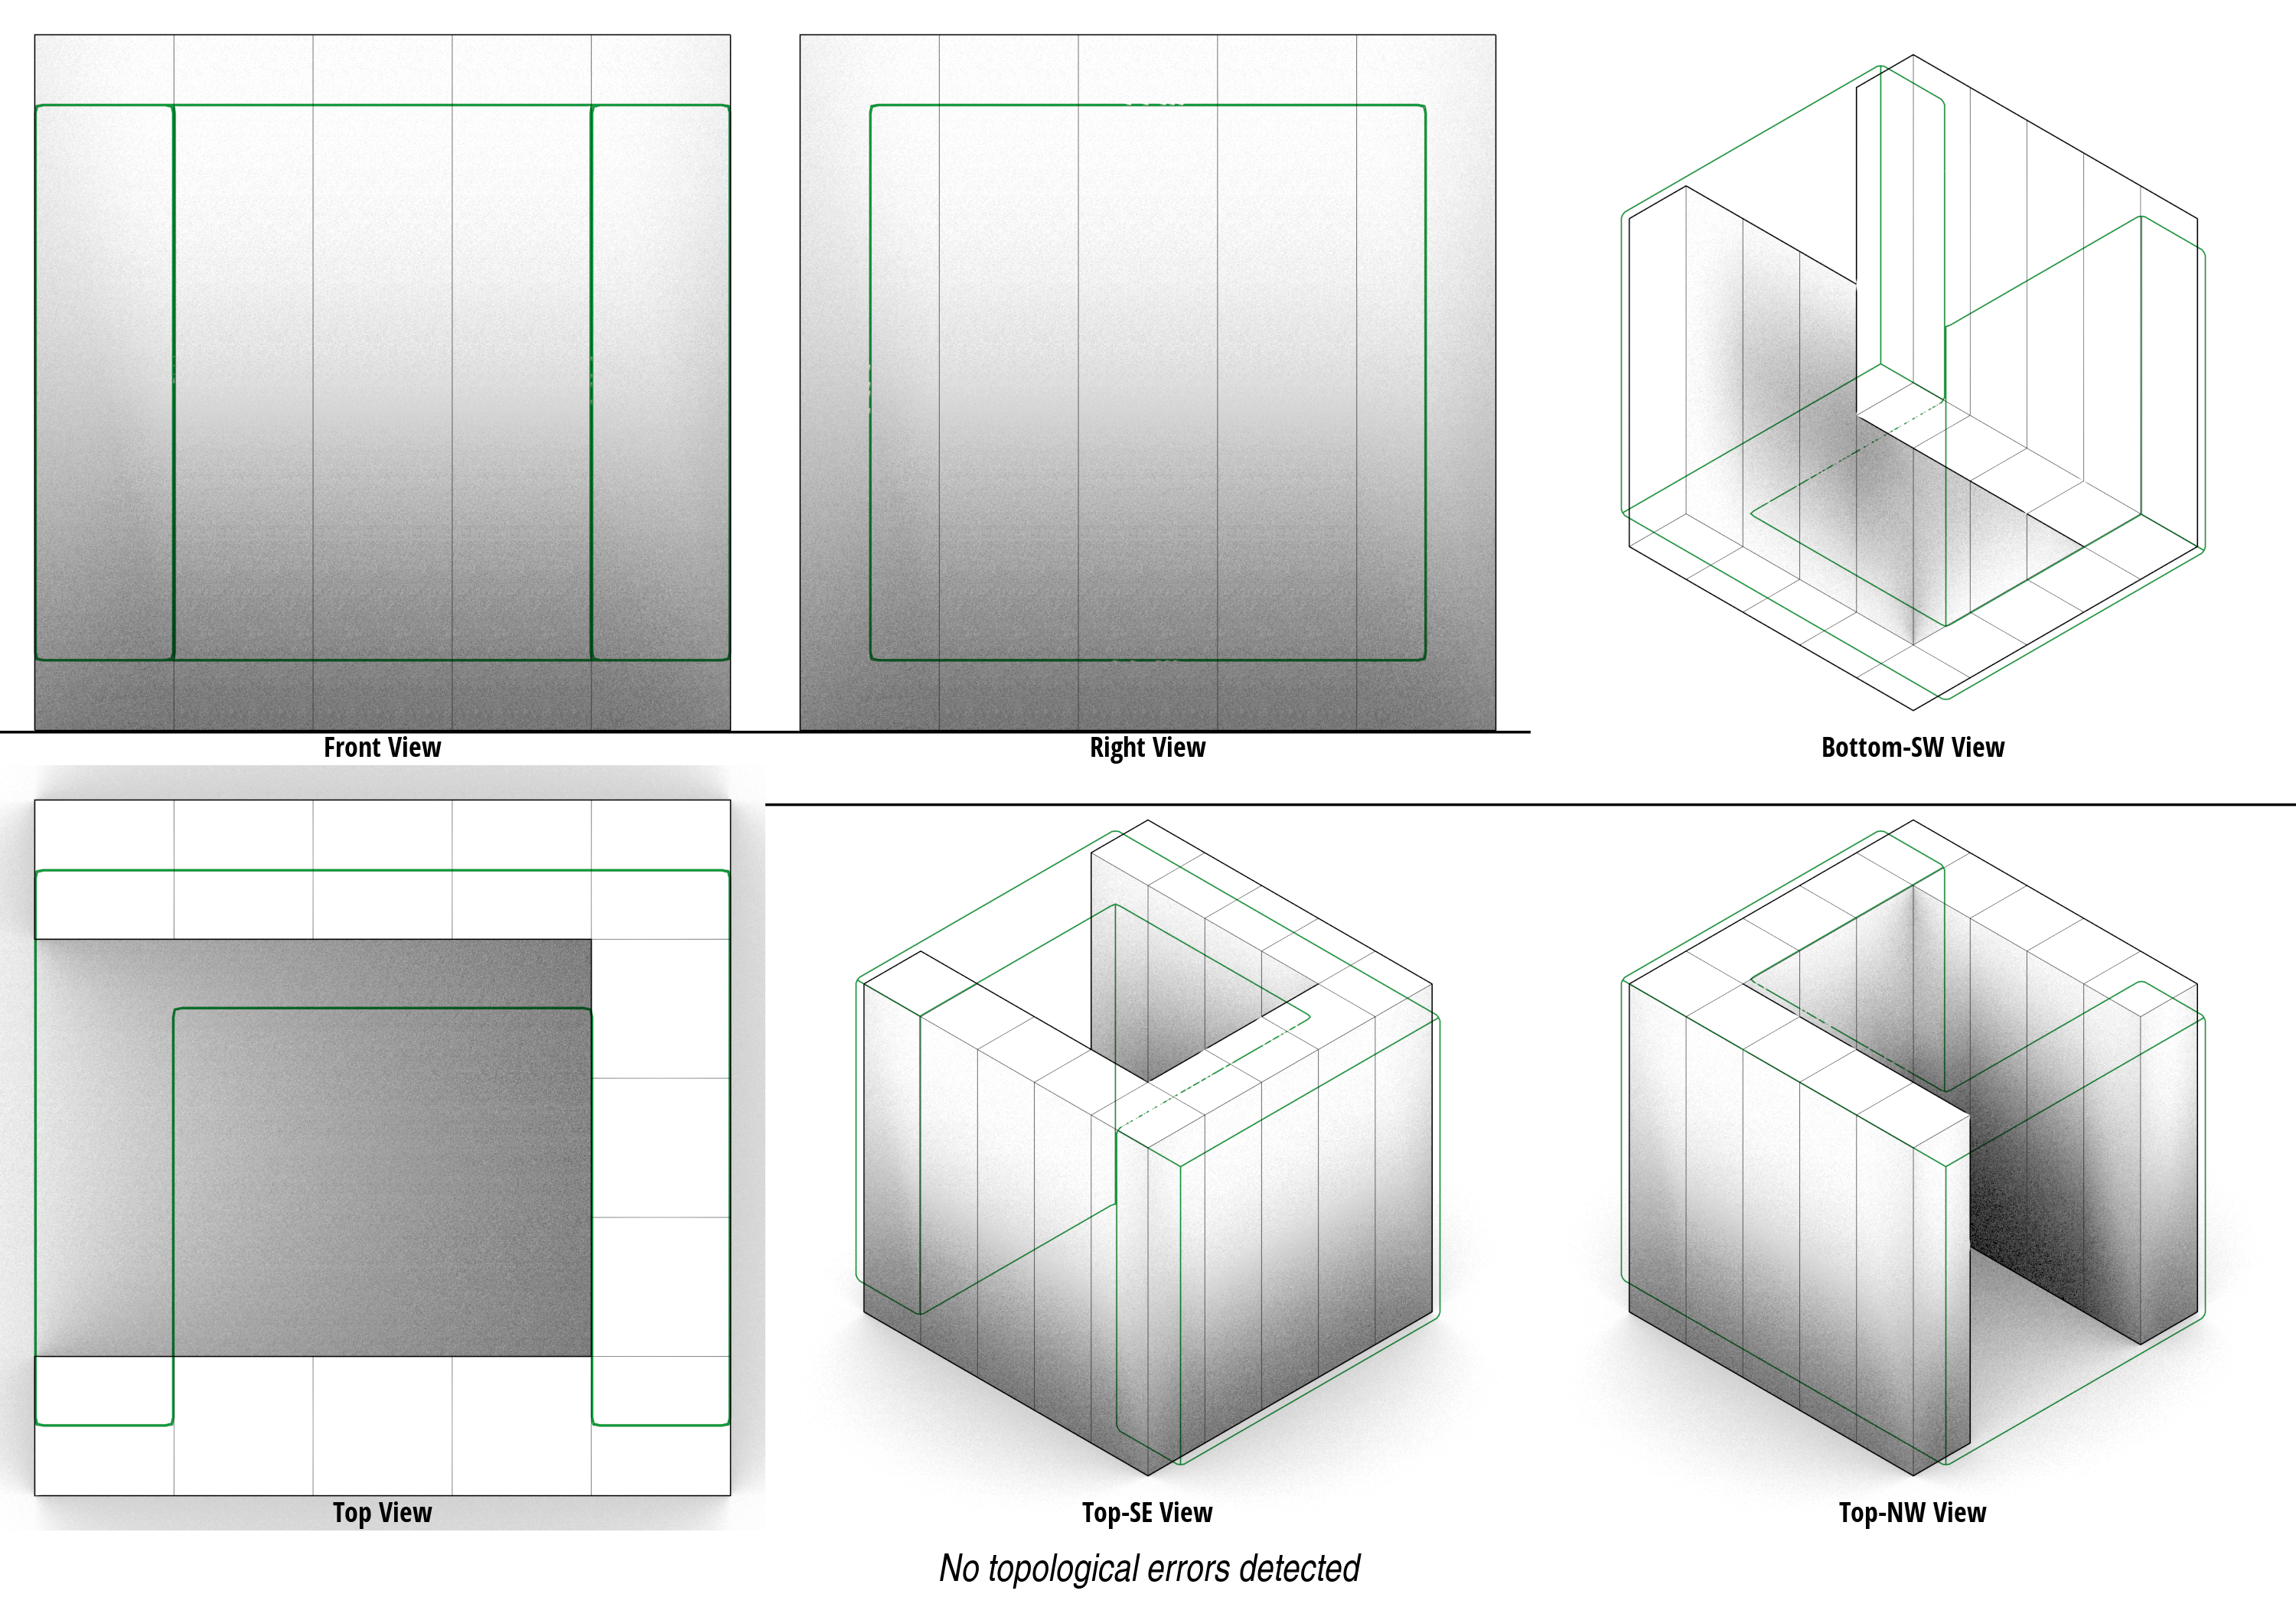 Front View
Right View
Bottom-SW View
Top View
Top-SE View
Top-NW View
No topological errors detected